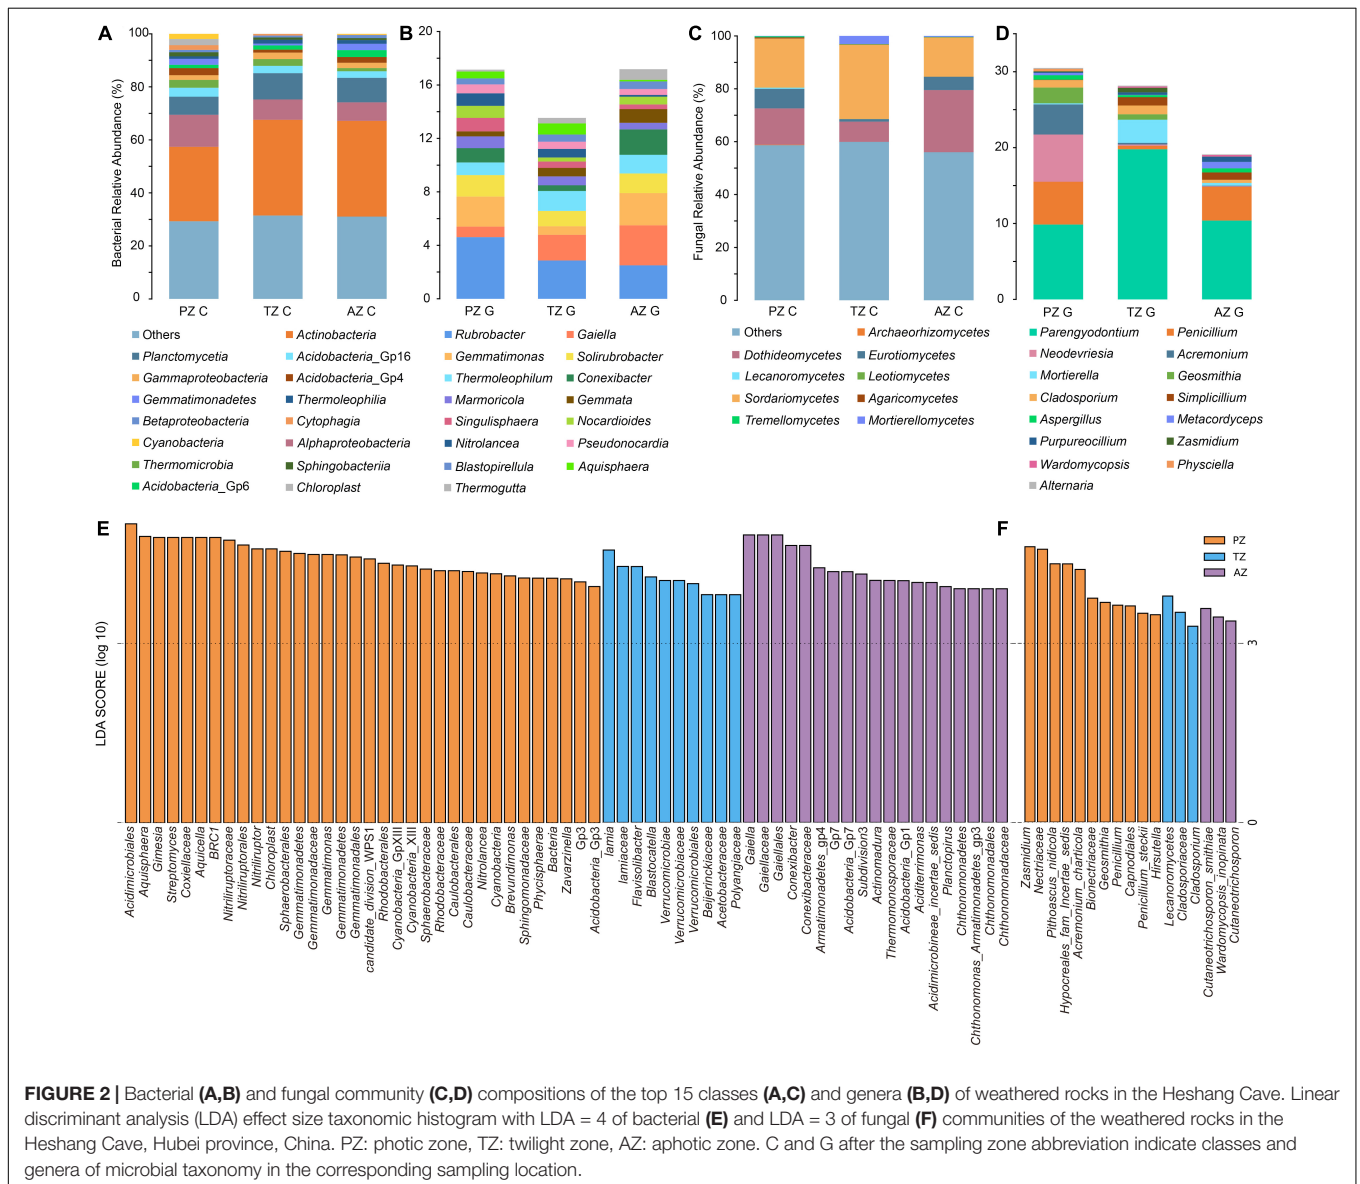 A
B
C
D
Bacterial Relative Abundance (%)
100
80
60
40
20
0
PZ C
TZ C
AZ C
20
16
12
8
4
0
PZ G
TZ G
AZ G
Fungal Relative Abundance (%)
100
80
60
40
20
0
PZ C
TZ C
AZ C
30
20
10
0
PZ G
TZ G
AZ G
Others
Actinobacteria
Planctomycetia
Acidobacteria_Gp16
Gammaproteobacteria
Acidobacteria_Gp4
Gemmatimonadetes
Thermoleophilia
Betaproteobacteria
Cytophagia
Cyanobacteria
Alphaproteobacteria
Thermomicrobia
Sphingobacteriia
Acidobacteria_Gp6
Chloroplast
Rubrobacter
Gaiella
Gemmatimonas
Solirubrobacter
Thermoleophilum
Conexibacter
Marmoricola
Gemmata
Singulisphaera
Nocardioides
Nitrolancea
Pseudonocardia
Blastopirellula
Aquisphaera
Thermogutta
Others
Archaeorhizomycetes
Dothideomycetes
Eurotiomycetes
Lecanoromycetes
Leotiomycetes
Sordariomycetes
Agaricomycetes
Tremellomycetes
Mortierellomycetes
Parengyodontium
Penicillium
Neodevriesia
Acremonium
Mortierella
Geosmithia
Cladosporium
Simplicillium
Aspergillus
Metacordyceps
Purpureocillium
Zasmidium
Wardomycopsis
Physciella
Alternaria
E
F
LDA SCORE (log 10)
PZ
TZ
AZ
3
0
Acidimicrobiales
Aquisphaera
Gimesia
Streptomyces
Coxiellaceae
Aquicella
BRC1
Nitriliruptoraceae
Nitriliruptorales
Nitriliruptor
Chloroplast
Sphaerobacterales
Gemmatimonadetes
Gemmatimonadaceae
Gemmatimonas
Gemmatimonadetes
Gemmatimonadales
candidate_division_WPS1
Rhodobacterales
Cyanobacteria_GpXIII
Cyanobacteria_XIII
Sphaerobacteraceae
Rhodobacteraceae
Caulobacterales
Caulobacteraceae
Nitrolancea
Cyanobacteria
Brevundimonas
Sphingomonadaceae
Phycisphaerae
Bacteria
Zavarzinella
Gp3
Acidobacteria_Gp3
Iamia
Iamiaceae
Flavisolibacter
Blastocatella
Verrucomicrobiae
Verrucomicrobiaceae
Verrucomicrobiales
Beijerinckiaceae
Acetobacteraceae
Polyangiaceae
Gaiella
Gaiellaceae
Gaiellales
Conexibacter
Conexibacteraceae
Armatimonadetes_gp4
Gp7
Acidobacteria_Gp7
Subdivision3
Actinomadura
Thermomonosporaceae
Acidobacteria_Gp1
Aciditerrimonas
Acidimicrobineae_incertae_sedis
Planctopirus
Chthonomonadetes
Chthonomonas_Armatimonadetes_gp3
Chthonomonadales
Chthonomonadaceae
Zasmidium
Nectriaceae
Pithoascus_nidicola
Hypocreales_fam_Incertae_sedis
Acremonium_charticola
Bionectriaceae
Geosmithia
Penicillium
Capnodiales
Penicillium_steckii
Hirsutella
Lecanoromycetes
Cladosporiaceae
Cladosporium
Cutaneotrichosporon_smithiae
Wardomycopsis_inopinata
Cutaneotrichosporon
FIGURE 2 | Bacterial (A,B) and fungal community (C,D) compositions of the top 15 classes (A,C) and genera (B,D) of weathered rocks in the Heshang Cave. Linear
discriminant analysis (LDA) effect size taxonomic histogram with LDA = 4 of bacterial (E) and LDA = 3 of fungal (F) communities of the weathered rocks in the
Heshang Cave, Hubei province, China. PZ: photic zone, TZ: twilight zone, AZ: aphotic zone. C and G after the sampling zone abbreviation indicate classes and
genera of microbial taxonomy in the corresponding sampling location.